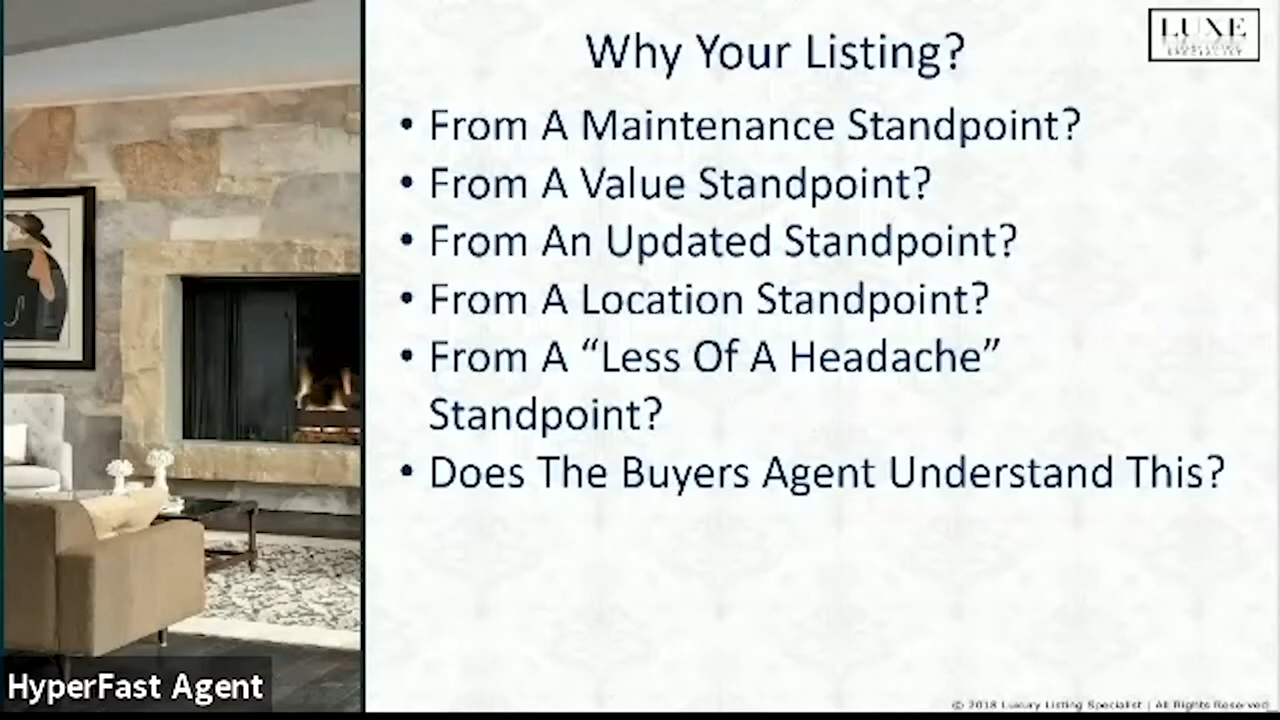 LUXE
Why Your Listing?
• From A Maintenance Standpoint?
• From A Value Standpoint?
• From An Updated Standpoint?
• From A Location Standpoint?
• From A “Less Of A Headache”
Standpoint?
• Does The Buyers Agent Understand This?
HyperFast Agent
© 2018 Luxury Listing Specialist | All Rights Reserved